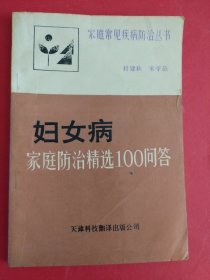 家庭常见疾病防治丛书
妇女病
家庭防治精选100问答
天津科技翻译出版公司